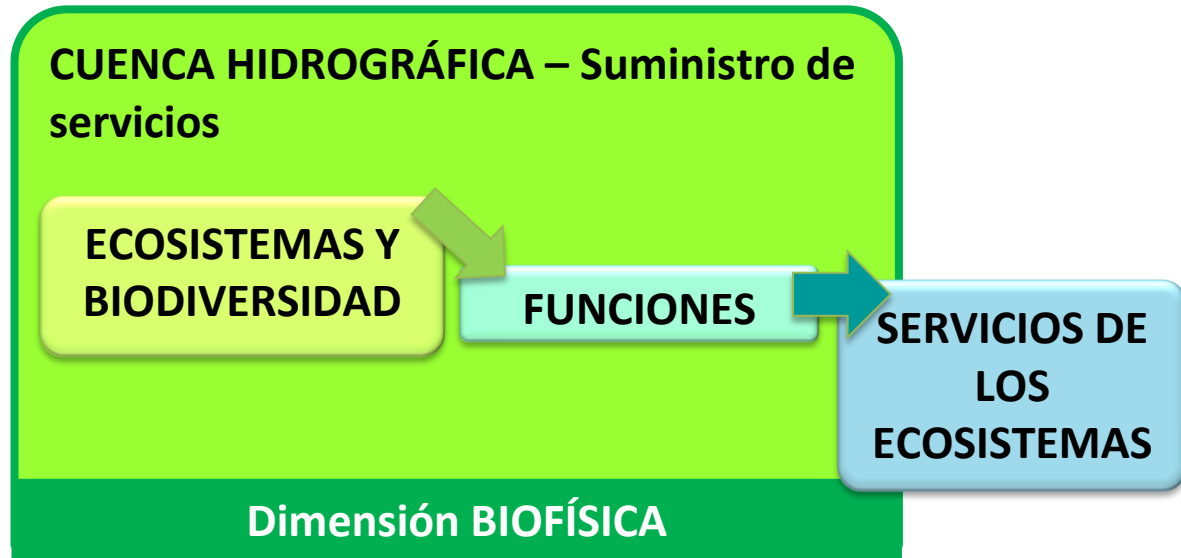 CUENCA HIDROGRÁFICA – Suministro de
servicios
ECOSISTEMAS Y
BIODIVERSIDAD
FUNCIONES
SERVICIOS DE
LOS
ECOSISTEMAS
Dimensión BIOFÍSICA